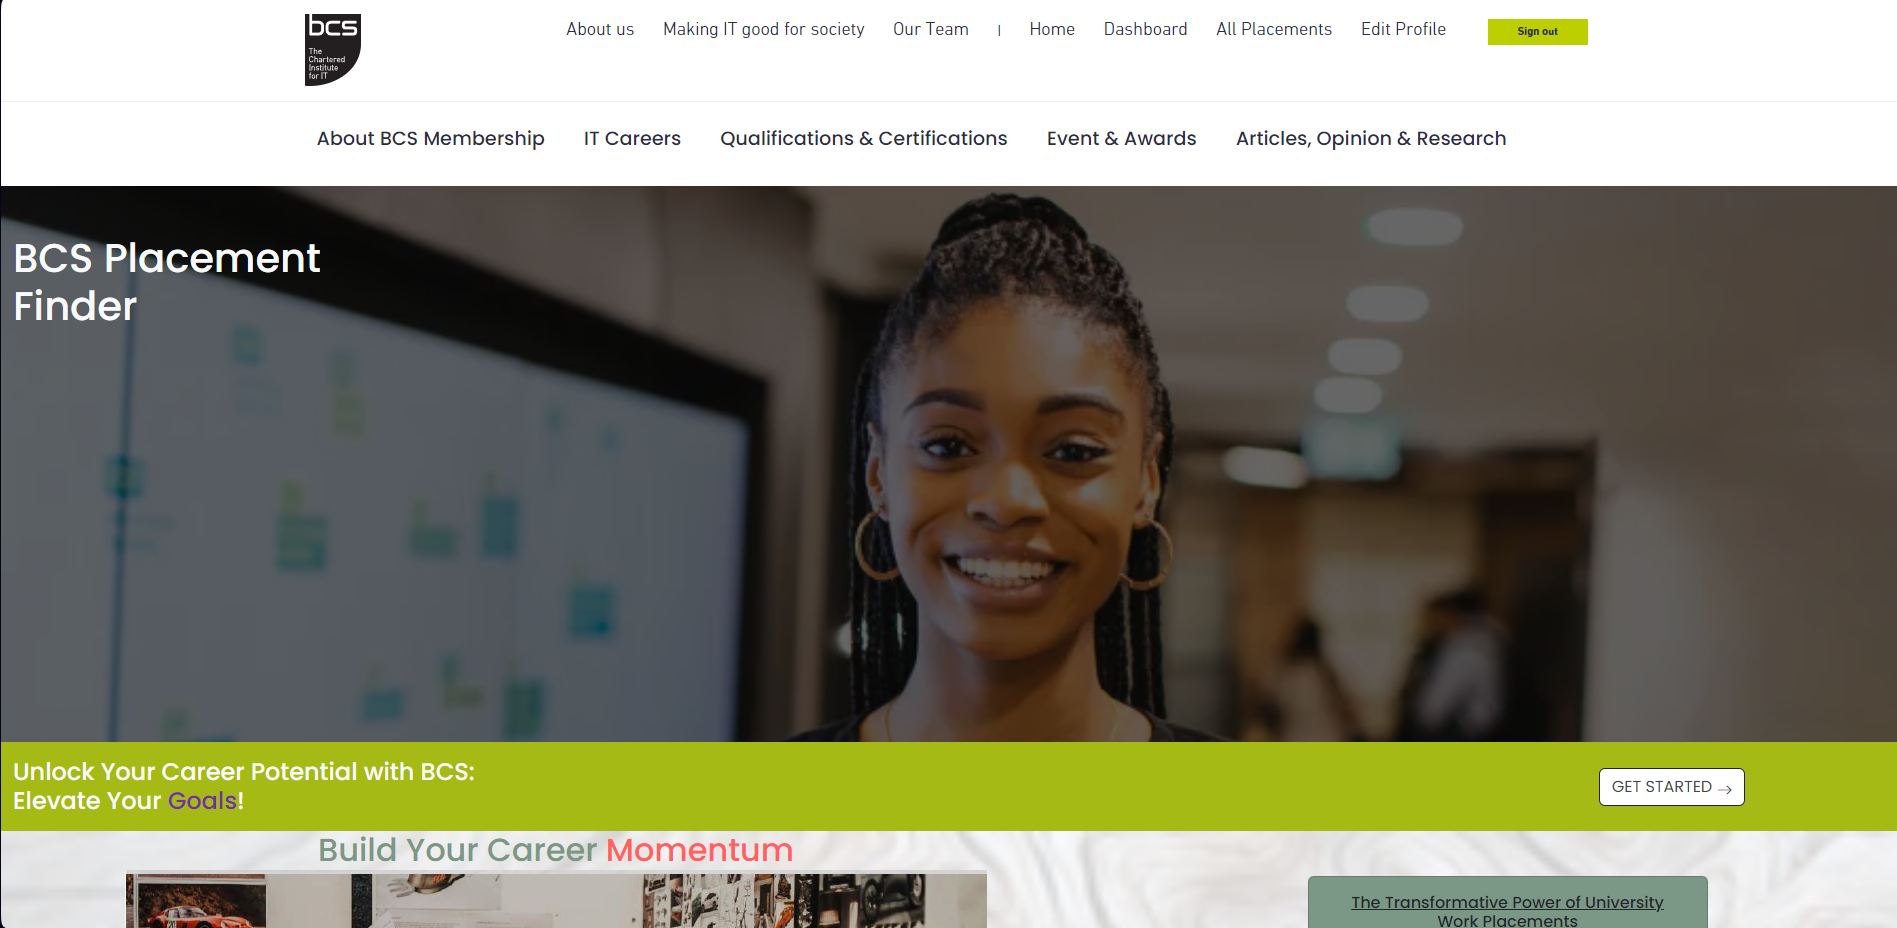 bcs
The
Chartered
Institute
for IT
About us Making IT good for society Our Team | Home Dashboard All Placements Edit Profile Sign out
About BCS Membership IT Careers Qualifications & Certifications Event & Awards Articles, Opinion & Research
BCS Placement
Finder
Unlock Your Career Potential with BCS:
Elevate Your Goals!
GET STARTED →
Build Your Career Momentum
The Transformative Power of University
Work Placements